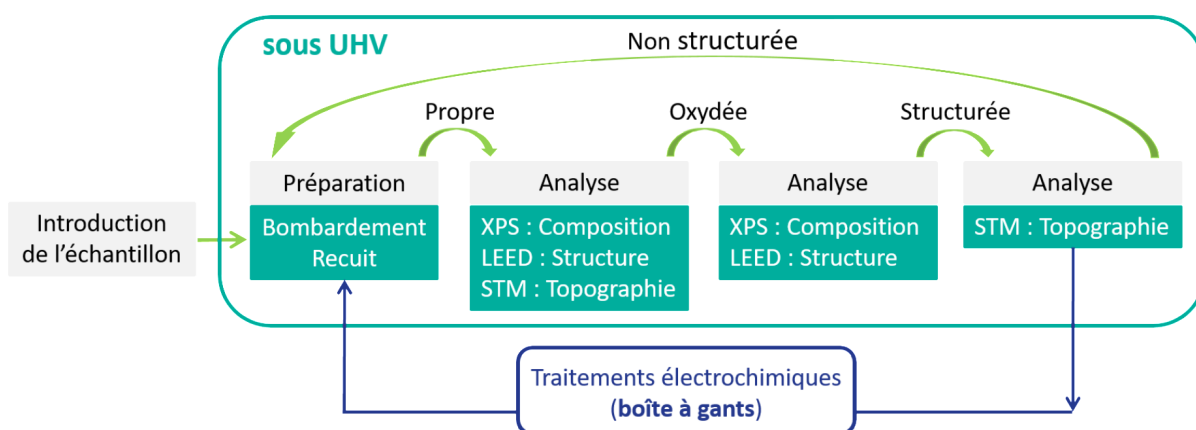 sous UHV
Non structurée
Propre
Oxydée
Structurée
Introduction
de l'échantillon
Préparation
Bombardement
Recuit
Analyse
XPS : Composition
LEED : Structure
STM : Topographie
Analyse
XPS : Composition
LEED : Structure
Analyse
STM : Topographie
Traitements électrochimiques
(boîte à gants)